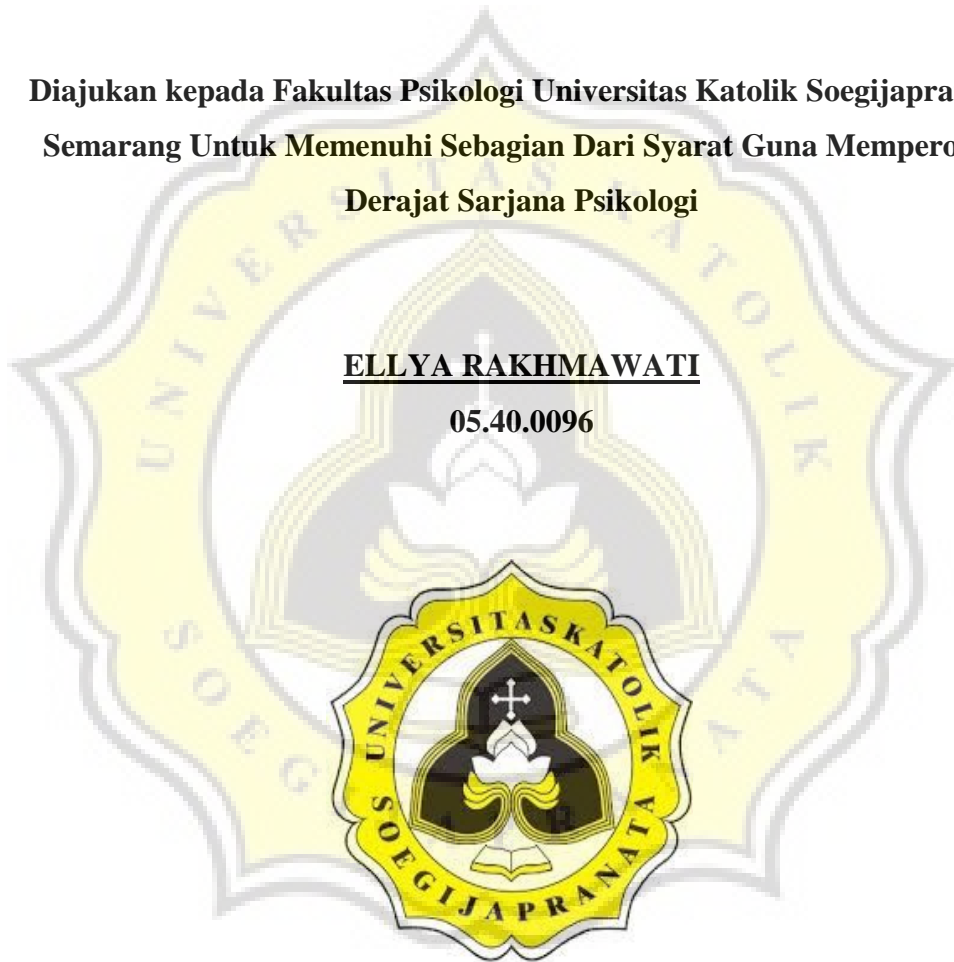 Diajukan kepada Fakultas Psikologi Universitas Katolik Soegijapra
Semarang Untuk Memenuhi Sebagian Dari Syarat Guna Mempero
Derajat Sarjana Psikologi
ELLYA RAKHMAWATI
05.40.0096
UNIVERSITAS KATOLIK
SOEGIJAPRANATA